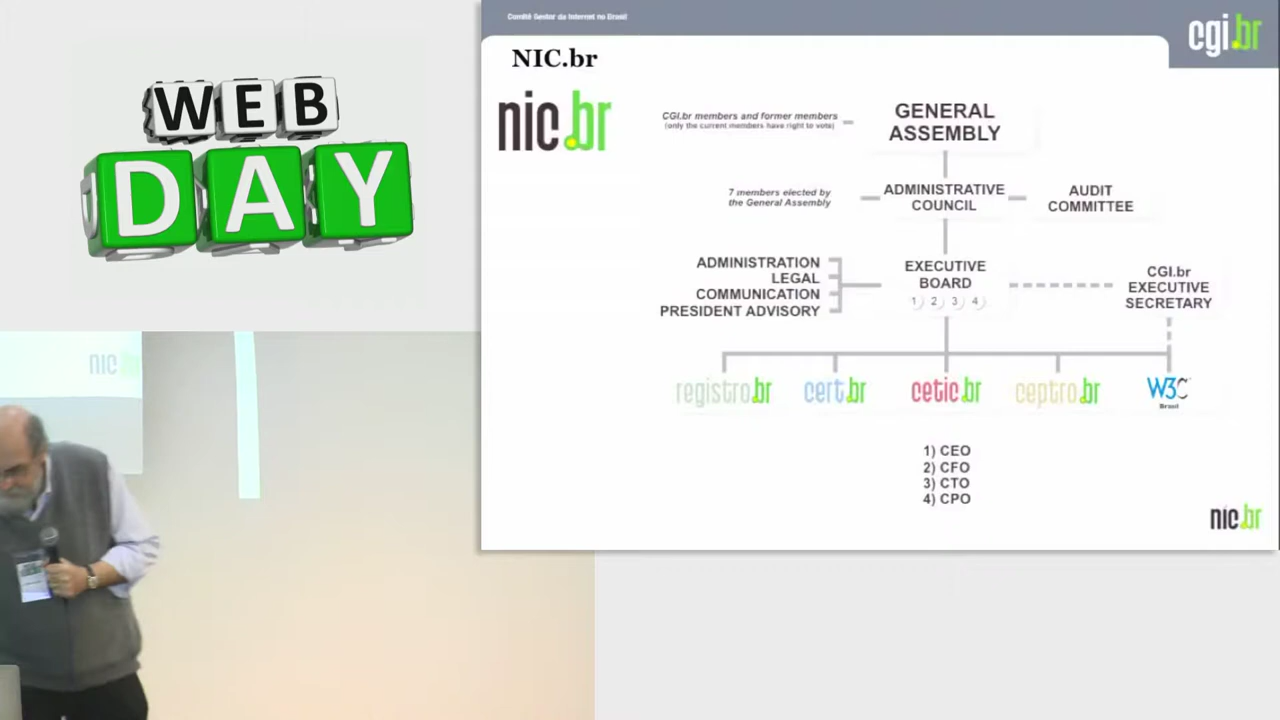 WEB
DAY
nic.br
Comitê Gestor da Internet no Brasil
cgi.br
NIC.br
nic.br
CGI.br members and former members
(only the current members have right to vote)
GENERAL
ASSEMBLY
7 members elected by
the General Assembly
ADMINISTRATIVE
COUNCIL
AUDIT
COMMITTEE
ADMINISTRATION
LEGAL
COMMUNICATION
PRESIDENT ADVISORY
EXECUTIVE
BOARD
1 2 3 4
CGI.br
EXECUTIVE
SECRETARY
registro.br
cert.br
cetic.br
ceptro.br
W3C
Brasil
1) CEO
2) CFO
3) CTO
4) CPO
nic.br